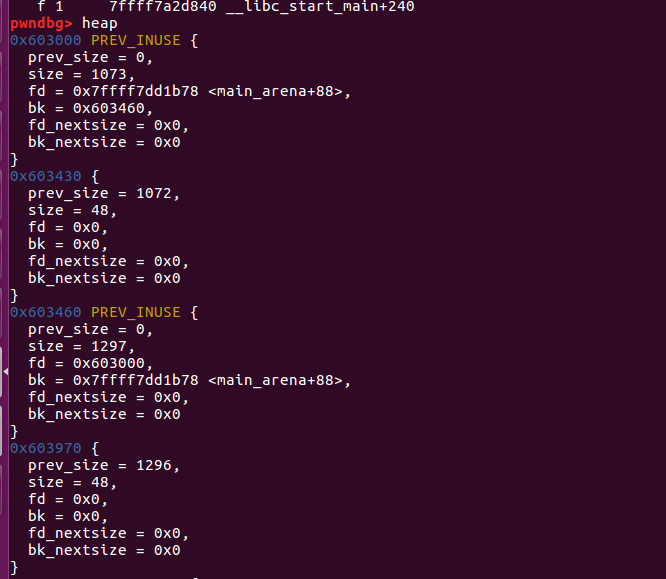 f 1     7ffff7a2d840 __libc_start_main+240
pwndbg> heap
0x603000 PREV_INUSE {
  prev_size = 0,
  size = 1073,
  fd = 0x7ffff7dd1b78 <main_arena+88>,
  bk = 0x603460,
  fd_nextsize = 0x0,
  bk_nextsize = 0x0
}
0x603430 {
  prev_size = 1072,
  size = 48,
  fd = 0x0,
  bk = 0x0,
  fd_nextsize = 0x0,
  bk_nextsize = 0x0
}
0x603460 PREV_INUSE {
  prev_size = 0,
  size = 1297,
  fd = 0x603000,
  bk = 0x7ffff7dd1b78 <main_arena+88>,
  fd_nextsize = 0x0,
  bk_nextsize = 0x0
}
0x603970 {
  prev_size = 1296,
  size = 48,
  fd = 0x0,
  bk = 0x0,
  fd_nextsize = 0x0,
  bk_nextsize = 0x0
}